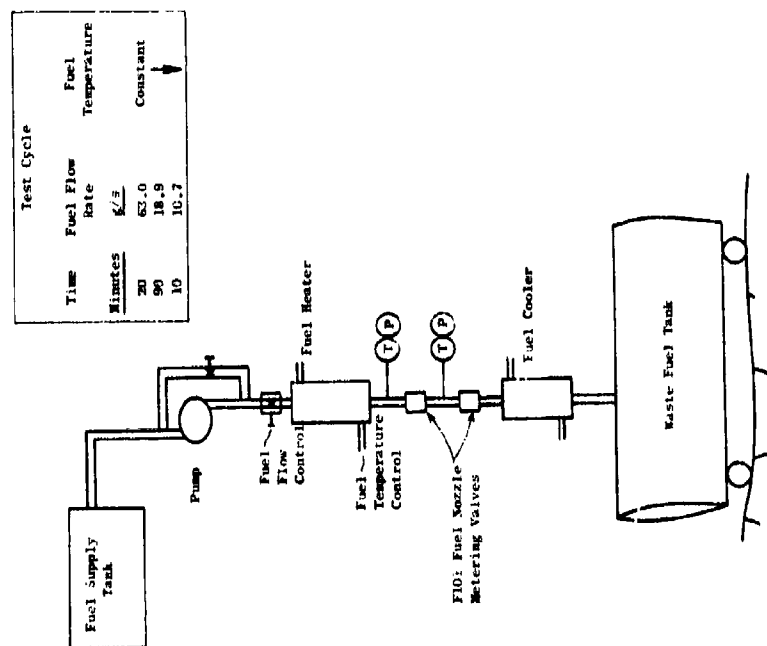 Test Cycle
Time Fuel Flow Fuel
Rate Temperature
Minutes g/s
20 63.0 Constant
90 18.9
10 10.7
Fuel Supply
Tank
Pump
Fuel
Flow
Control
Fuel Heater
Fuel
Temperature
Control
T P
T P
F101 Fuel Nozzle
Metering Valves
Fuel Cooler
Waste Fuel Tank